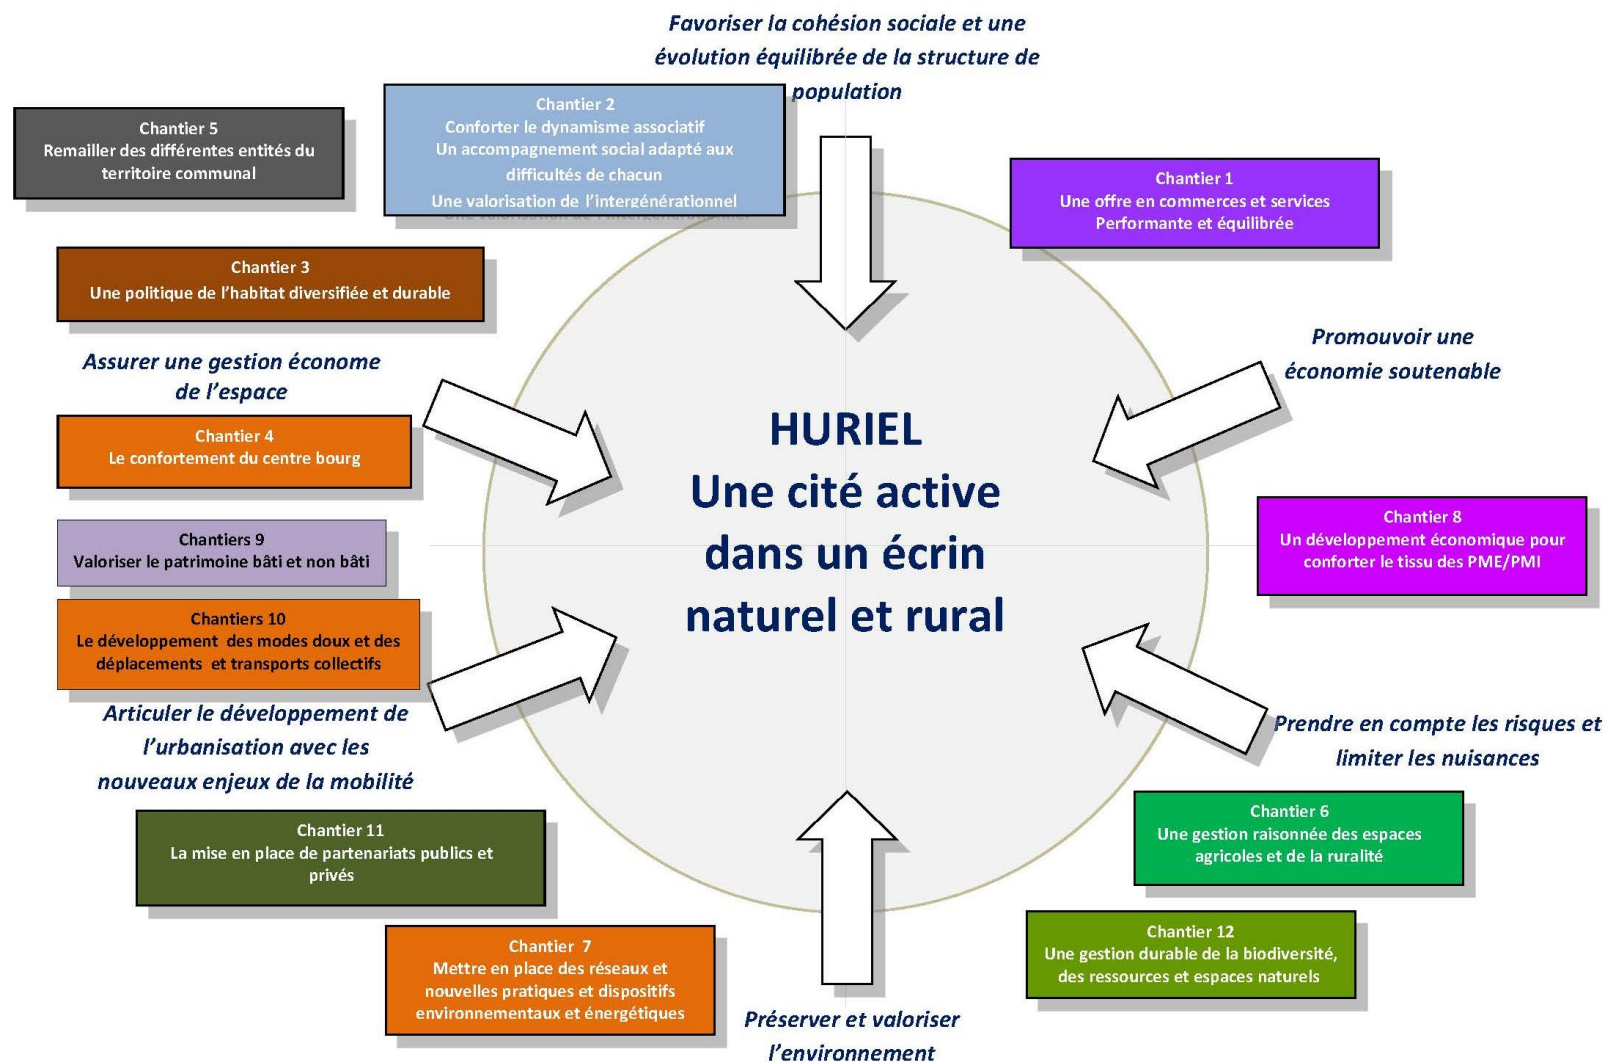 Favoriser la cohésion sociale et une
évolution équilibrée de la structure de
population
Chantier 2
Conforter le dynamisme associatif
Un accompagnement social adapté aux
difficultés de chacun
Une valorisation de l'intergénérationnel
Chantier 5
Remailler des différentes entités du
territoire communal
Chantier 1
Une offre en commerces et services
Performante et équilibrée
Chantier 3
Une politique de l'habitat diversifiée et durable
Assurer une gestion économe
de l'espace
Promouvoir une
économie soutenable
Chantier 4
Le confortement du centre bourg
HURIEL
Une cité active
dans un écrin
naturel et rural
Chantiers 9
Valoriser le patrimoine bâti et non bâti
Chantier 8
Un développement économique pour
conforter le tissu des PME/PMI
Chantiers 10
Le développement des modes doux et des
déplacements et transports collectifs
Articuler le développement de
l'urbanisation avec les
nouveaux enjeux de la mobilité
Prendre en compte les risques et
limiter les nuisances
Chantier 11
La mise en place de partenariats publics et
privés
Chantier 6
Une gestion raisonnée des espaces
agricoles et de la ruralité
Chantier 7
Mettre en place des réseaux et
nouvelles pratiques et dispositifs
environnementaux et énergétiques
Chantier 12
Une gestion durable de la biodiversité,
des ressources et espaces naturels
Préserver et valoriser
l'environnement